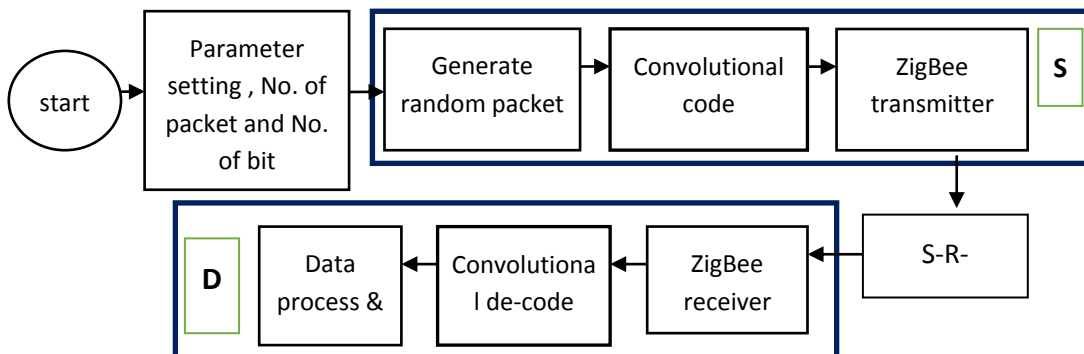 start
Parameter
setting , No. of
packet and No.
of bit
Generate
random packet
Convolutional
code
ZigBee
transmitter
S
S-R-
ZigBee
receiver
Convolutiona
l de-code
Data
process &
D